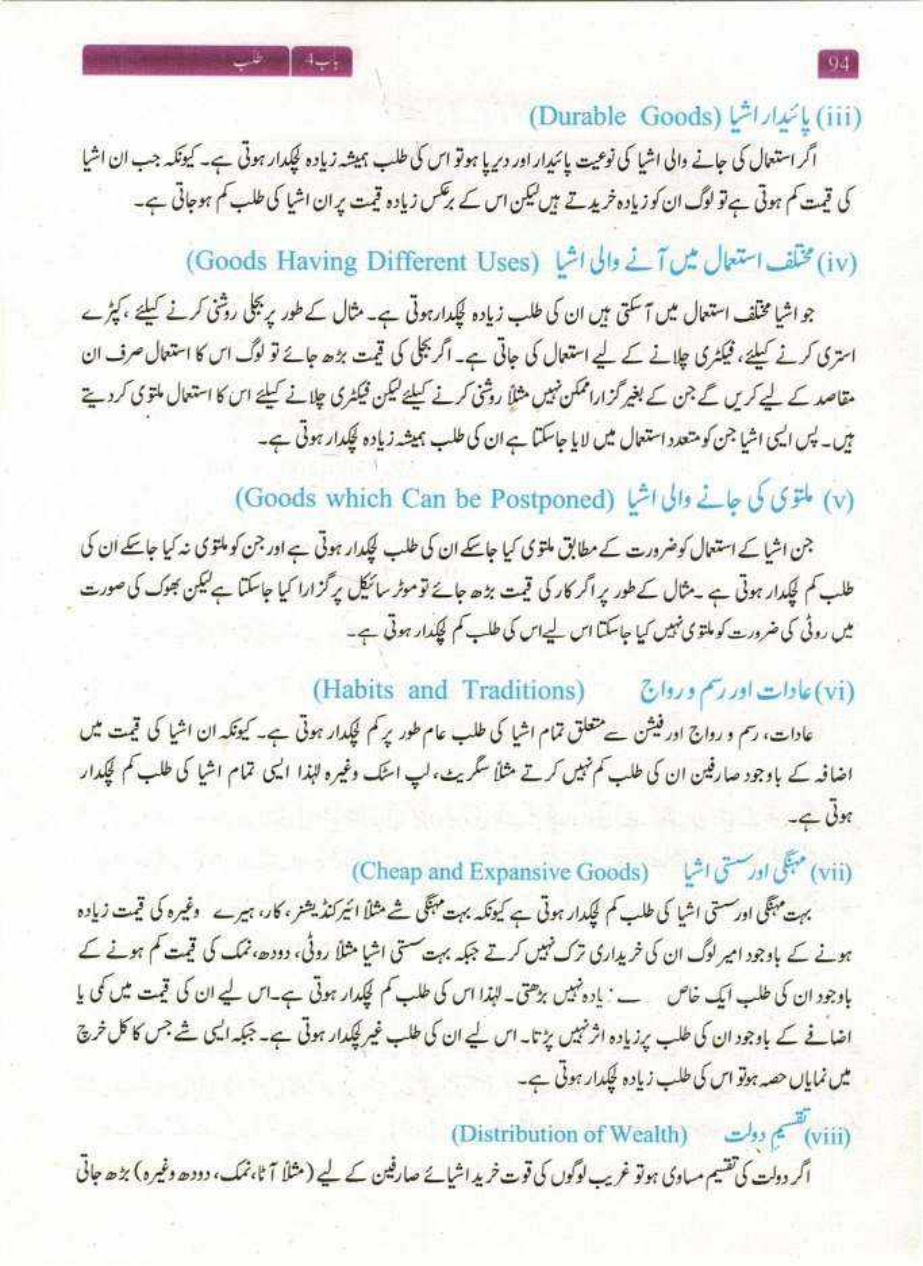 94
باب 4 طلب
(iii) پائیدار اشیا (Durable Goods)
اگر استعمال کی جانے والی اشیا کی نوعیت پائیدار اور دیرپا ہوتو اس کی طلب ہمیشہ زیادہ لچکدار ہوتی ہے۔ کیونکہ جب ان اشیا
کی قیمت کم ہوتی ہے تو لوگ ان کو زیادہ خریدتے ہیں لیکن اس کے برعکس زیادہ قیمت پر ان اشیا کی طلب کم ہوجاتی ہے۔
(iv) مختلف استعمال میں آنے والی اشیا (Goods Having Different Uses)
جو اشیا مختلف استعمال میں آسکتی ہیں ان کی طلب زیادہ لچکدار ہوتی ہے۔ مثال کے طور پر بجلی روشنی کرنے کیلئے ، کپڑے
استری کرنے کیلئے، فیکٹری چلانے کے لیے استعمال کی جاتی ہے۔ اگر بجلی کی قیمت بڑھ جائے تو لوگ اس کا استعمال صرف ان
مقاصد کے لیے کریں گے جن کے بغیر گزارا ممکن نہیں مثلاً روشنی کرنے کیلئے لیکن فیکٹری چلانے کیلئے اس کا استعمال ملتوی کردیتے
ہیں۔ پس ایسی اشیا جن کو متعدد استعمال میں لایا جاسکتا ہے ان کی طلب ہمیشہ زیادہ لچکدار ہوتی ہے۔
(v) ملتوی کی جانے والی اشیا (Goods which Can be Postponed)
جن اشیا کے استعمال کو ضرورت کے مطابق ملتوی کیا جاسکے ان کی طلب لچکدار ہوتی ہے اور جن کو ملتوی نہ کیا جاسکے ان کی
طلب کم لچکدار ہوتی ہے ۔ مثال کے طور پر اگر کار کی قیمت بڑھ جائے تو موٹر سائیکل پر گزارا کیا جاسکتا ہے لیکن بھوک کی صورت
میں روٹی کی ضرورت کو ملتوی نہیں کیا جاسکتا اس لیے اس کی طلب کم لچکدار ہوتی ہے۔
(vi) عادات اور رسم و رواج (Habits and Traditions)
عادات، رسم و رواج اور فیشن سے متعلق تمام اشیا کی طلب عام طور پر کم لچکدار ہوتی ہے۔ کیونکہ ان اشیا کی قیمت میں
اضافہ کے باوجود صارفین ان کی طلب کم نہیں کرتے مثلاً سگریٹ، لپ اسٹک وغیرہ لہٰذا ایسی تمام اشیا کی طلب کم لچکدار
ہوتی ہے۔
(vii) مہنگی اور سستی اشیا (Cheap and Expansive Goods)
بہت مہنگی اور سستی اشیا کی طلب کم لچکدار ہوتی ہے کیونکہ بہت مہنگی شے مثلاً ائیرکنڈیشنر، کار، ہیرے وغیرہ کی قیمت زیادہ
ہونے کے باوجود امیر لوگ ان کی خریداری ترک نہیں کرتے جبکہ بہت سستی اشیا مثلاً روٹی، دودھ، نمک کی قیمت کم ہونے کے
باوجود ان کی طلب ایک خاص سے زیادہ نہیں بڑھتی۔ لہٰذا اس کی طلب کم لچکدار ہوتی ہے۔ اس لیے ان کی قیمت میں کمی یا
اضافے کے باوجود ان کی طلب پر زیادہ اثر نہیں پڑتا۔ اس لیے ان کی طلب غیر لچکدار ہوتی ہے۔ جبکہ ایسی شے جس کا کل خرچ
میں نمایاں حصہ ہوتو اس کی طلب زیادہ لچکدار ہوتی ہے۔
(viii) تقسیمِ دولت (Distribution of Wealth)
اگر دولت کی تقسیم مساوی ہوتو غریب لوگوں کی قوت خرید اشیائے صارفین کے لیے (مثلاً آٹا، نمک، دودھ وغیرہ) بڑھ جاتی